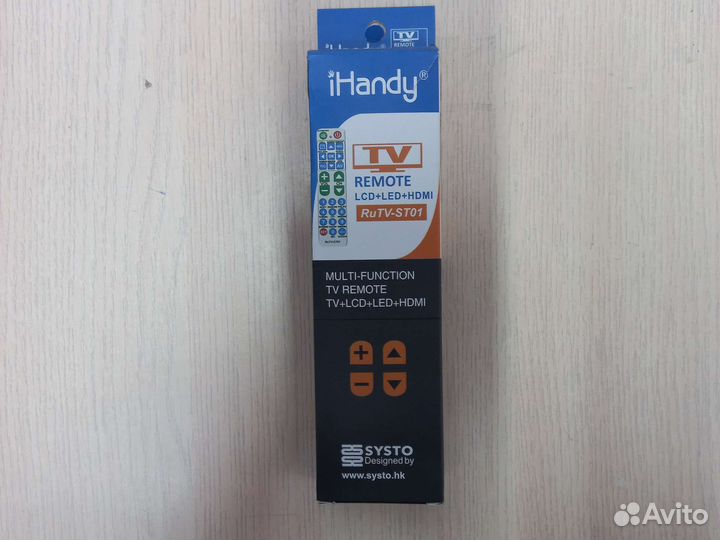 TV
REMOTE
iHandy®
TV
REMOTE
LCD+LED+HDMI
RuTV-ST01
MULTI-FUNCTION
TV REMOTE
TV+LCD+LED+HDMI
SYSTO
Designed by
www.systo.hk
Avito